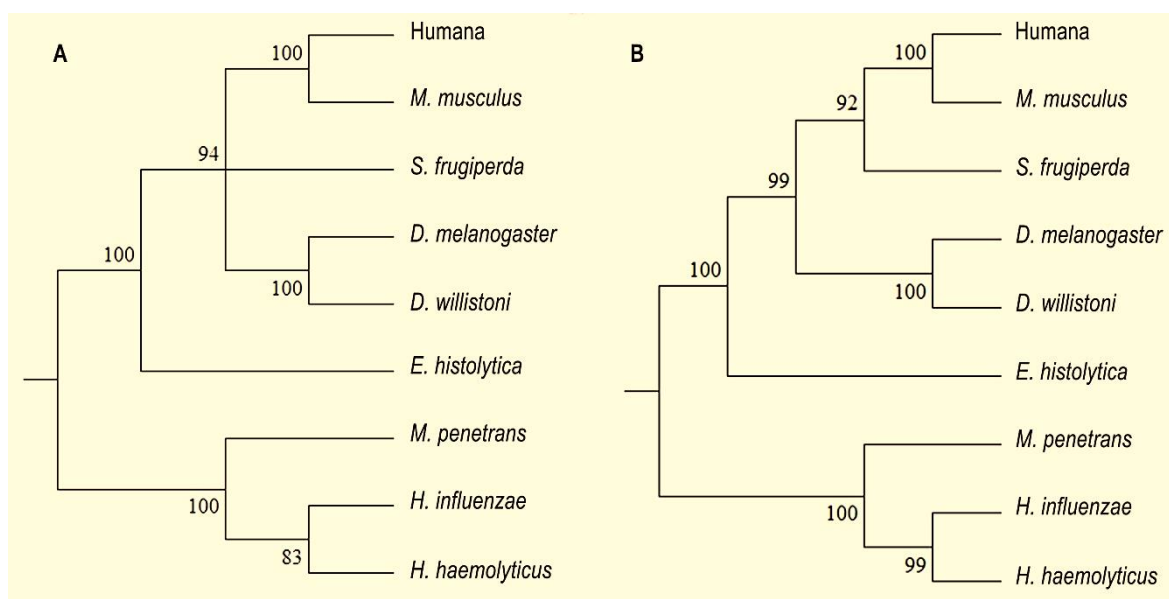 A
Humana
100
M. musculus
94
S. frugiperda
D. melanogaster
100
100
D. willistoni
E. histolytica
M. penetrans
100
H. influenzae
83
H. haemolyticus
B
Humana
100
M. musculus
92
S. frugiperda
99
D. melanogaster
100
100
D. willistoni
E. histolytica
M. penetrans
100
H. influenzae
99
H. haemolyticus